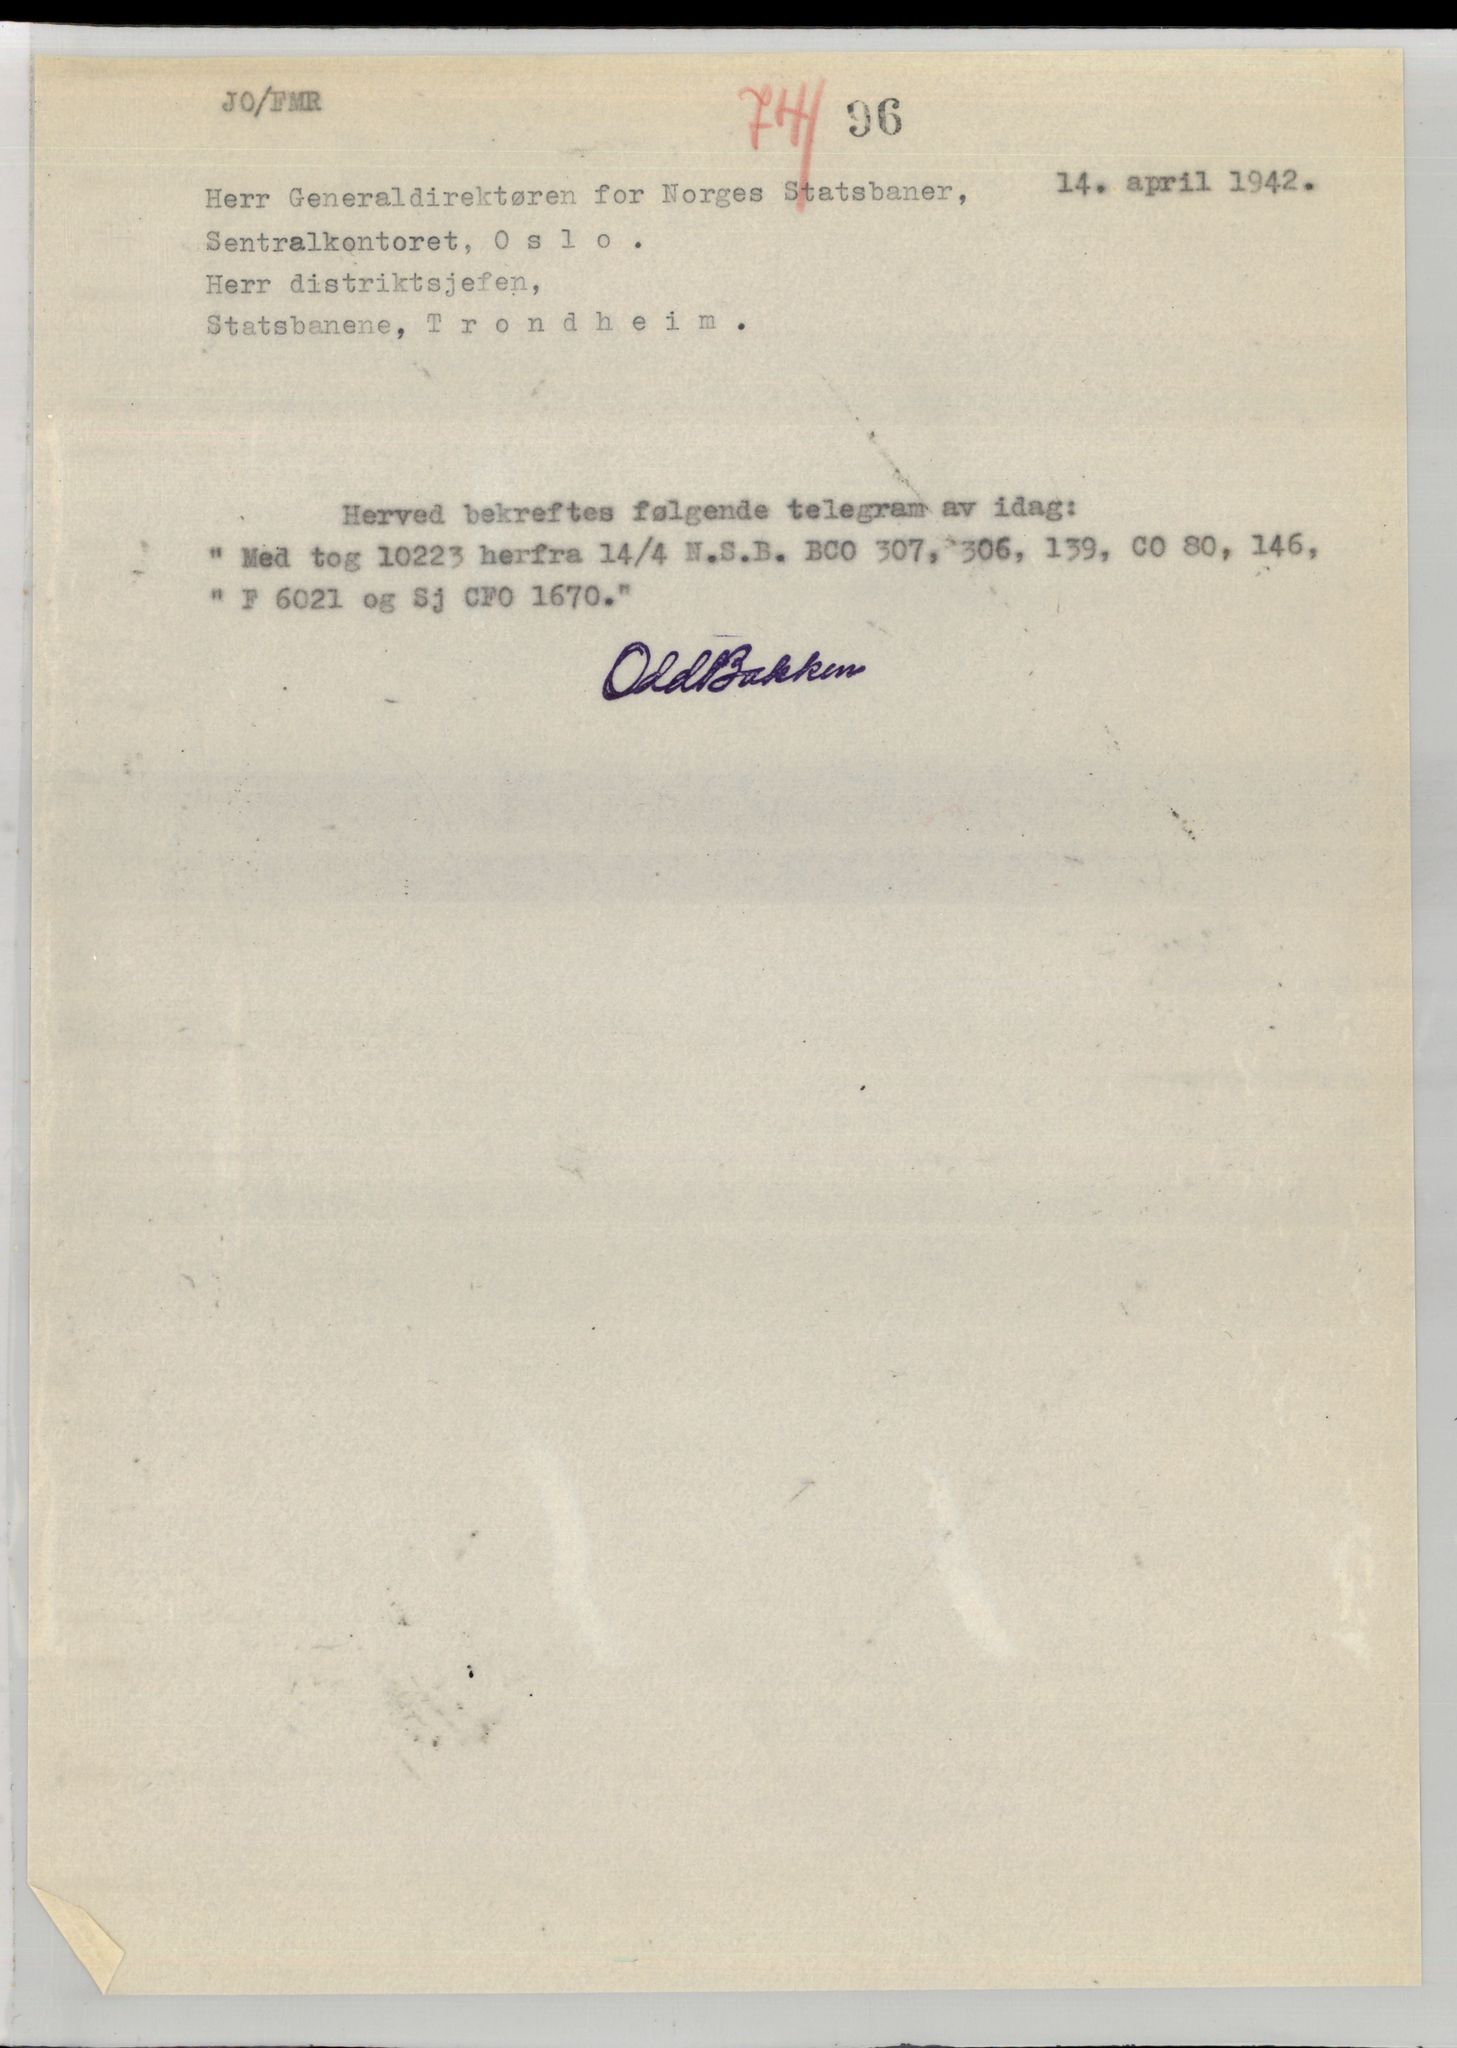 JO/FMR
74 96
14. april 1942.
Herr Generaldirektøren for Norges Statsbaner,
Sentralkontoret, O s l o .
Herr distriktsjefen,
Statsbanene, T r o n d h e i m .
Herved bekreftes følgende telegram av idag:
" Med tog 10223 herfra 14/4 N.S.B. BCO 307, 306, 139, CO 80, 146,
" F 6021 og Sj CFO 1670."
Odd Bakken